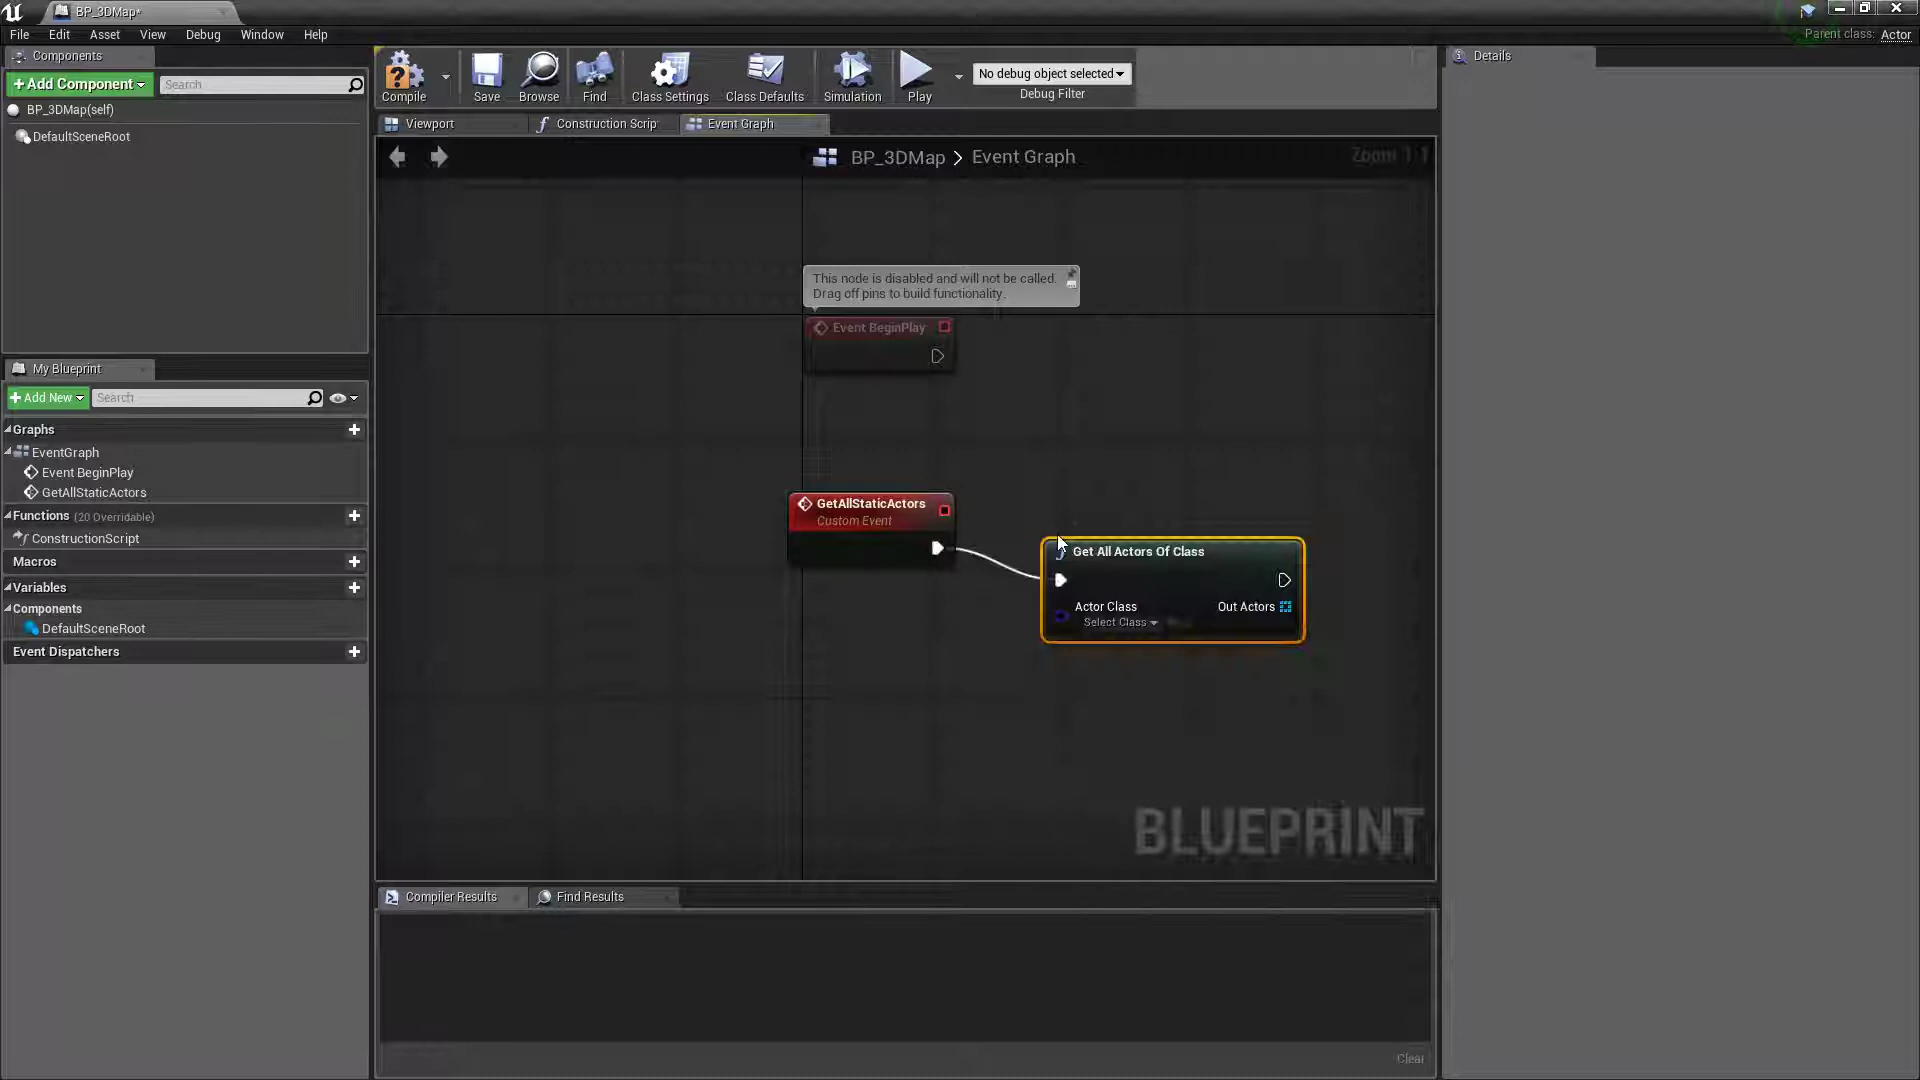 BP_3DMap*
File Edit Asset View Debug Window Help
Parent class: Actor
Components
+Add Component Search
BP_3DMap(self)
DefaultSceneRoot
Compile Save Browse Find Class Settings Class Defaults Simulation Play
No debug object selected
Debug Filter
Details
Viewport Construction Scrip Event Graph
BP_3DMap > Event Graph
Zoom 1:1
This node is disabled and will not be called.
Drag off pins to build functionality.
Event BeginPlay
GetAllStaticActors
Custom Event
Get All Actors Of Class
Actor Class Out Actors
Select Class
BLUEPRINT
My Blueprint
+Add New Search
Graphs
EventGraph
Event BeginPlay
GetAllStaticActors
Functions (20 Overridable)
ConstructionScript
Macros
Variables
Components
DefaultSceneRoot
Event Dispatchers
Compiler Results Find Results
Clear